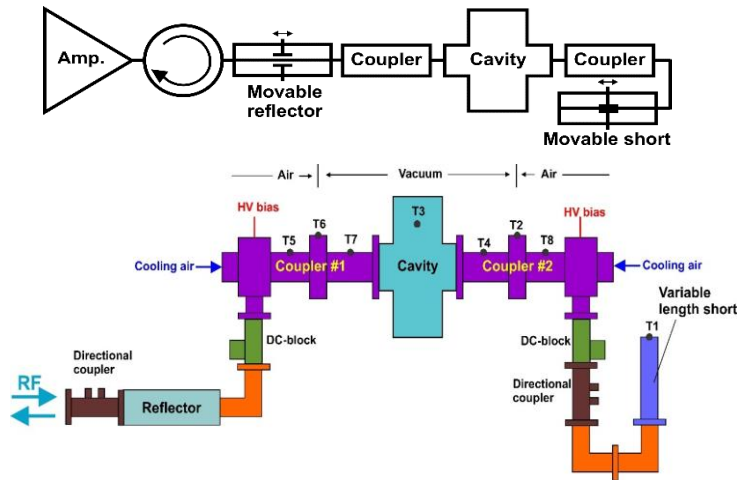 Amp.
Movable
reflector
Coupler
Cavity
Coupler
Movable short
Air
Vacuum
Air
HV bias
T6
T3
T2
HV bias
T5
T7
T4
T8
Cooling air
Coupler #1
Cavity
Coupler #2
Cooling air
Variable
length short
DC-block
DC-block
T1
Directional
coupler
Directional
coupler
RF
Reflector